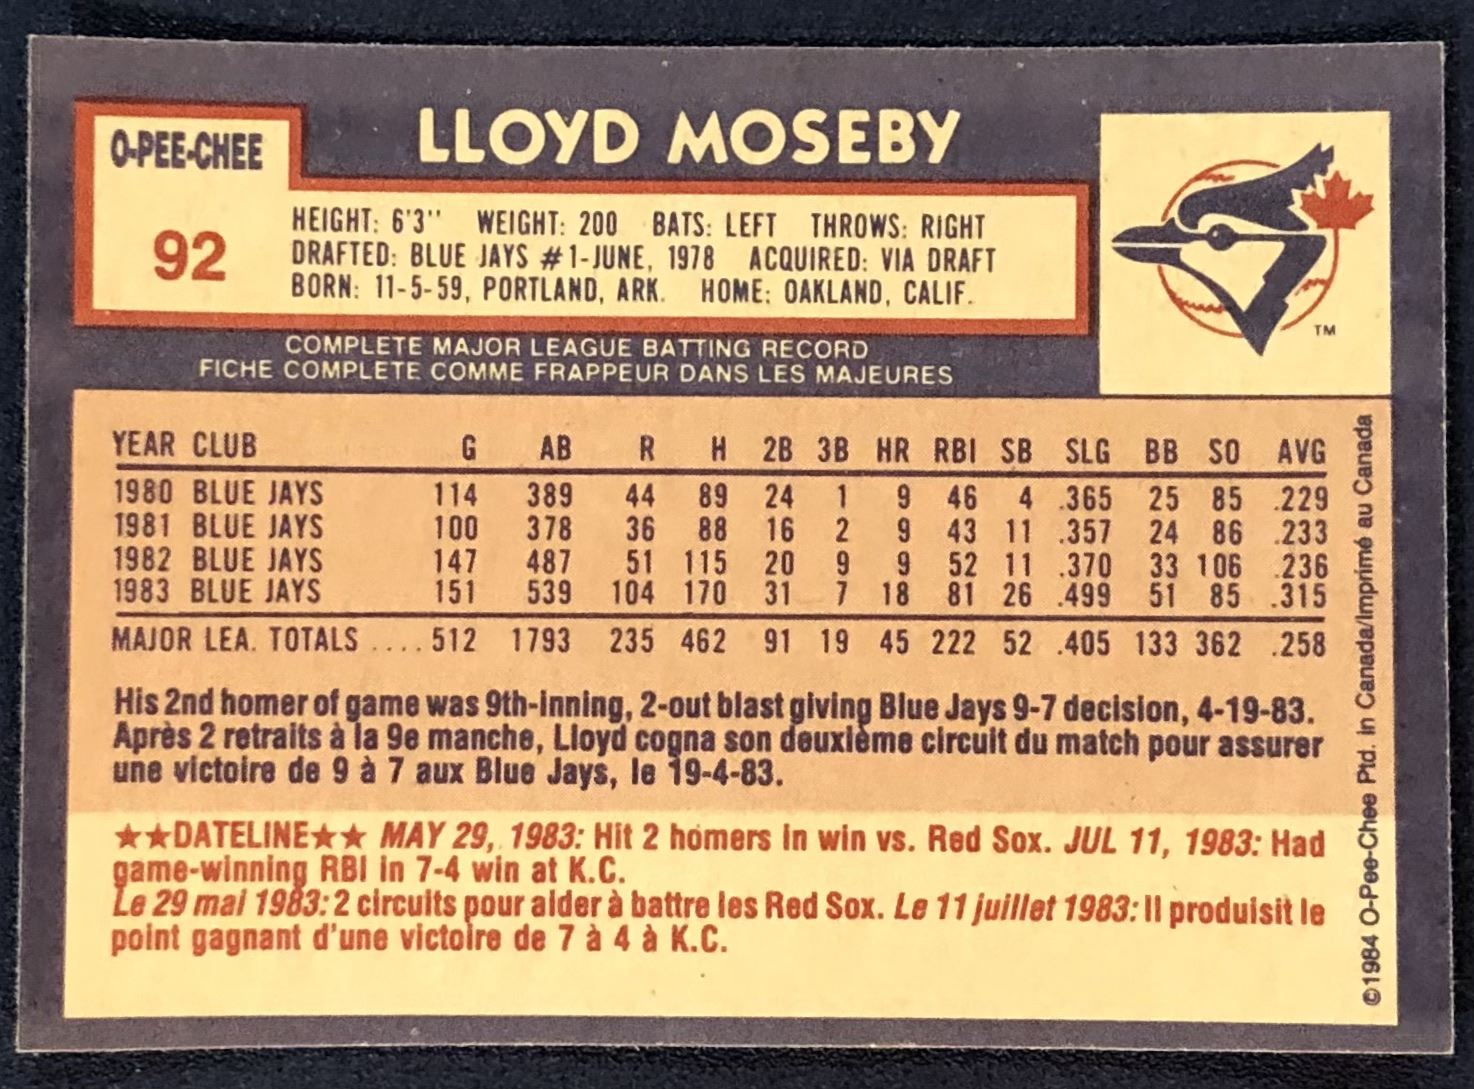 O-PEE-CHEE
92
LLOYD MOSEBY
HEIGHT: 6'3'' WEIGHT: 200 BATS: LEFT THROWS: RIGHT
DRAFTED: BLUE JAYS #1-JUNE, 1978 ACQUIRED: VIA DRAFT
BORN: 11-5-59, PORTLAND, ARK. HOME: OAKLAND, CALIF.
TM
COMPLETE MAJOR LEAGUE BATTING RECORD
FICHE COMPLETE COMME FRAPPEUR DANS LES MAJEURES
YEAR CLUB G AB R H 2B 3B HR RBI SB SLG BB SO AVG
1980 BLUE JAYS 114 389 44 89 24 1 9 46 4 .365 25 85 .229
1981 BLUE JAYS 100 378 36 88 16 2 9 43 11 .357 24 86 .233
1982 BLUE JAYS 147 487 51 115 20 9 9 52 11 .370 33 106 .236
1983 BLUE JAYS 151 539 104 170 31 7 18 81 26 .499 51 85 .315
MAJOR LEA. TOTALS .... 512 1793 235 462 91 19 45 222 52 .405 133 362 .258
His 2nd homer of game was 9th-inning, 2-out blast giving Blue Jays 9-7 decision, 4-19-83.
Après 2 retraits à la 9e manche, Lloyd cogna son deuxième circuit du match pour assurer
une victoire de 9 à 7 aux Blue Jays, le 19-4-83.
★★DATELINE★★ MAY 29, 1983: Hit 2 homers in win vs. Red Sox. JUL 11, 1983: Had
game-winning RBI in 7-4 win at K.C.
Le 29 mai 1983: 2 circuits pour aider à battre les Red Sox. Le 11 juillet 1983: Il produisit le
point gagnant d'une victoire de 7 à 4 à K.C.
©1984 O-Pee-Chee Ptd. in Canada/Imprimé au Canada